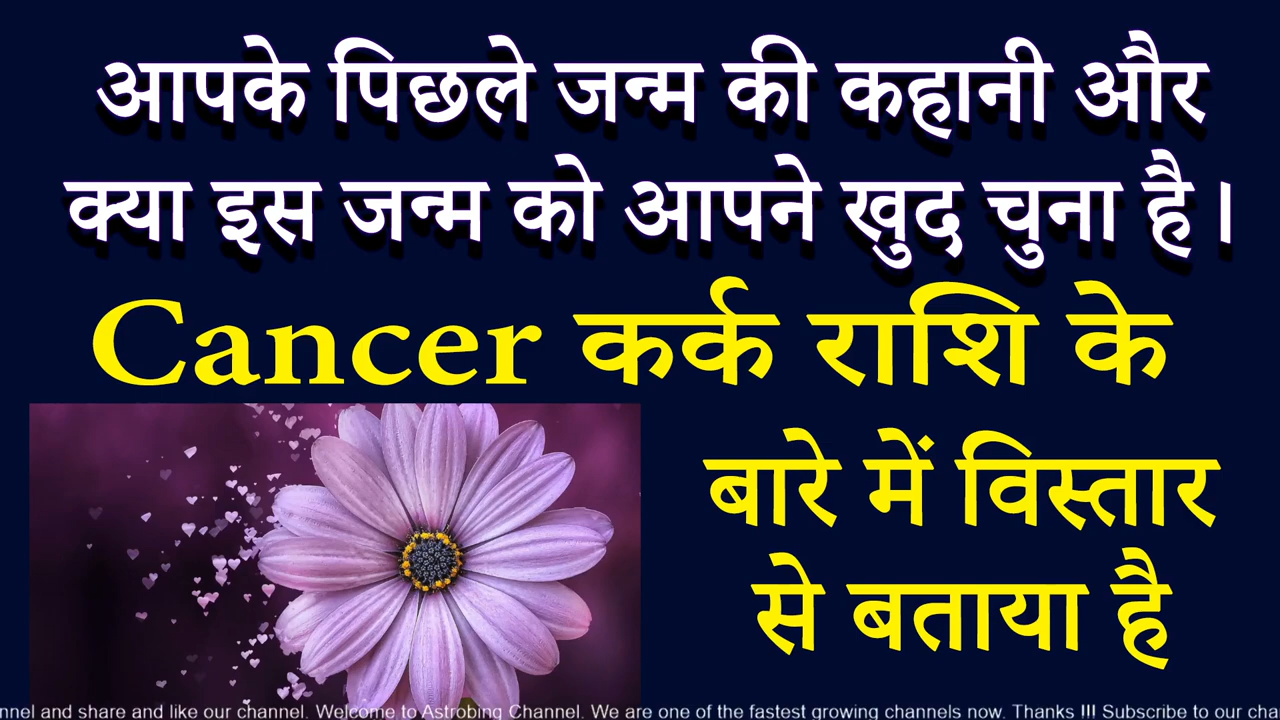 आपके पिछले जन्म की कहानी और
क्या इस जन्म को आपने खुद चुना है।
Cancer कर्क राशि के
बारे में विस्तार
से बताया है
nnel and share and like our channel. Welcome to Astrobing Channel. We are one of the fastest growing channels now. Thanks !!! Subscribe to our cha